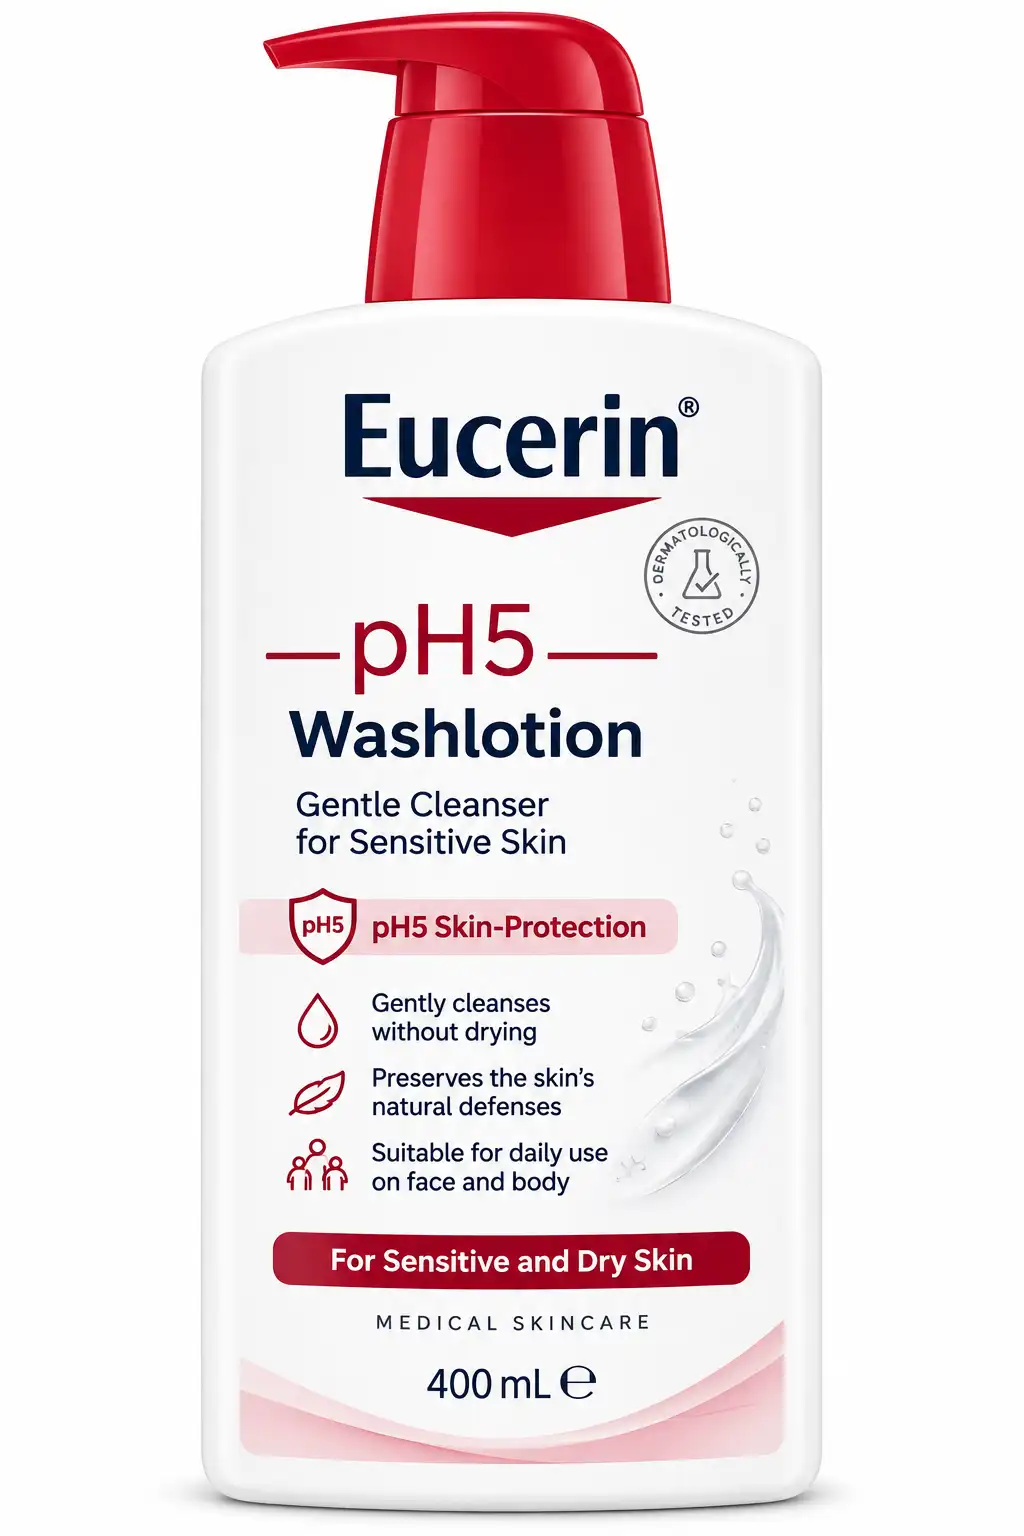 Eucerin®
DERMATOLOGICALLY
TESTED
pH5
Washlotion
Gentle Cleanser
for Sensitive Skin
pH5
pH5 Skin-Protection
Gently cleanses
without drying
Preserves the skin's
natural defenses
Suitable for daily use
on face and body
For Sensitive and Dry Skin
MEDICAL SKINCARE
400 mL ℮